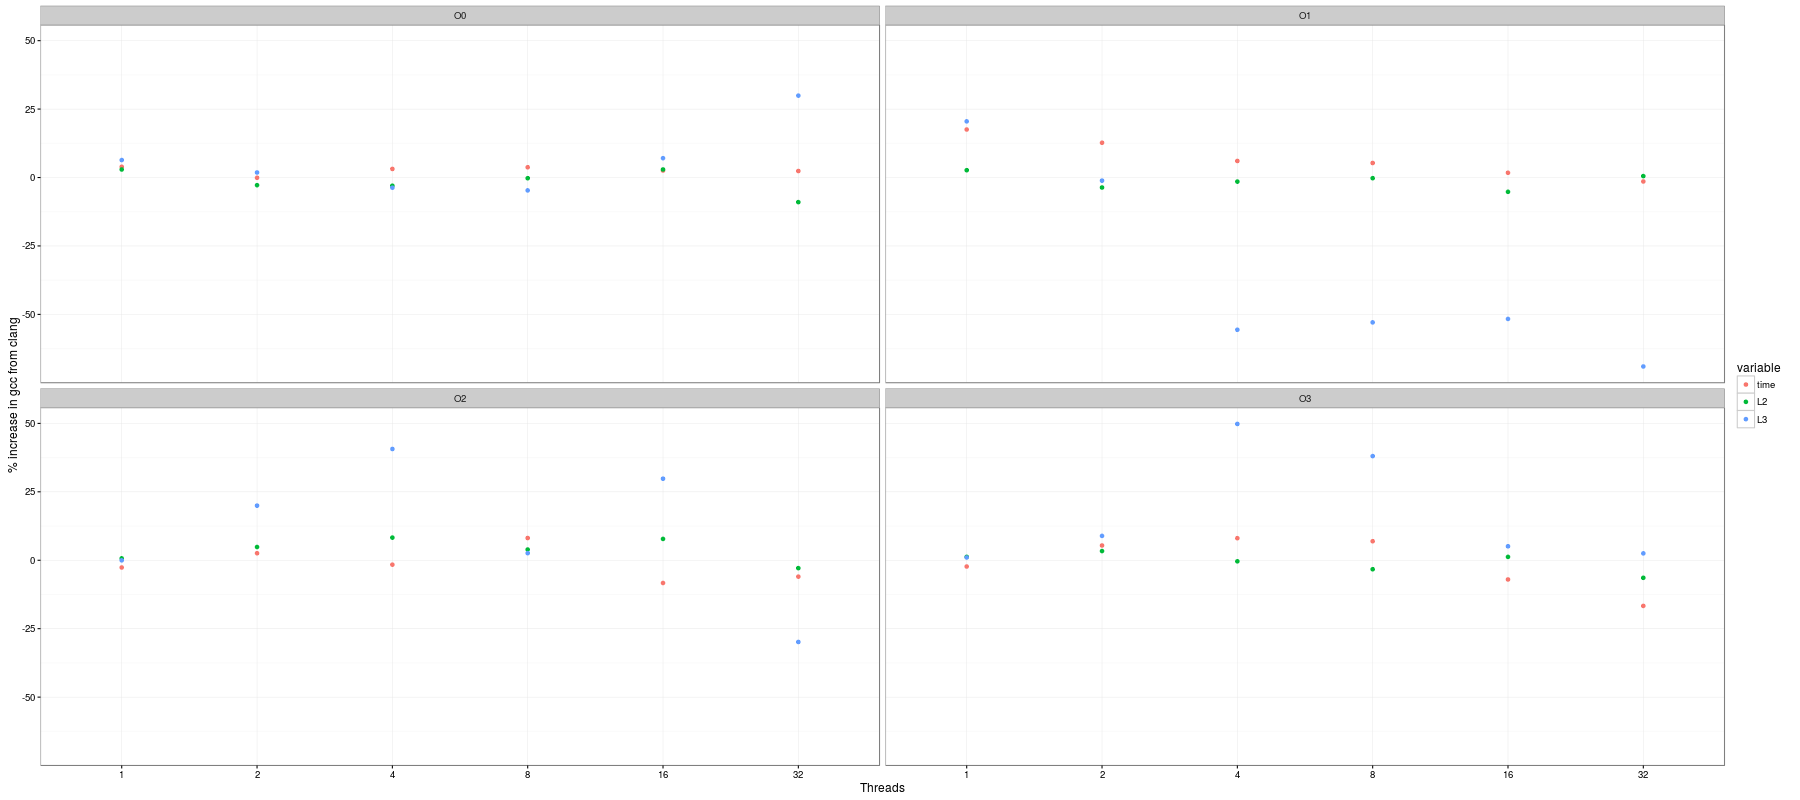 O0
O1
50
25
0
-25
-50
O2
O3
50
25
0
-25
-50
% increase in gcc from clang
1 2 4 8 16 32
1 2 4 8 16 32
Threads
variable
time
L2
L3